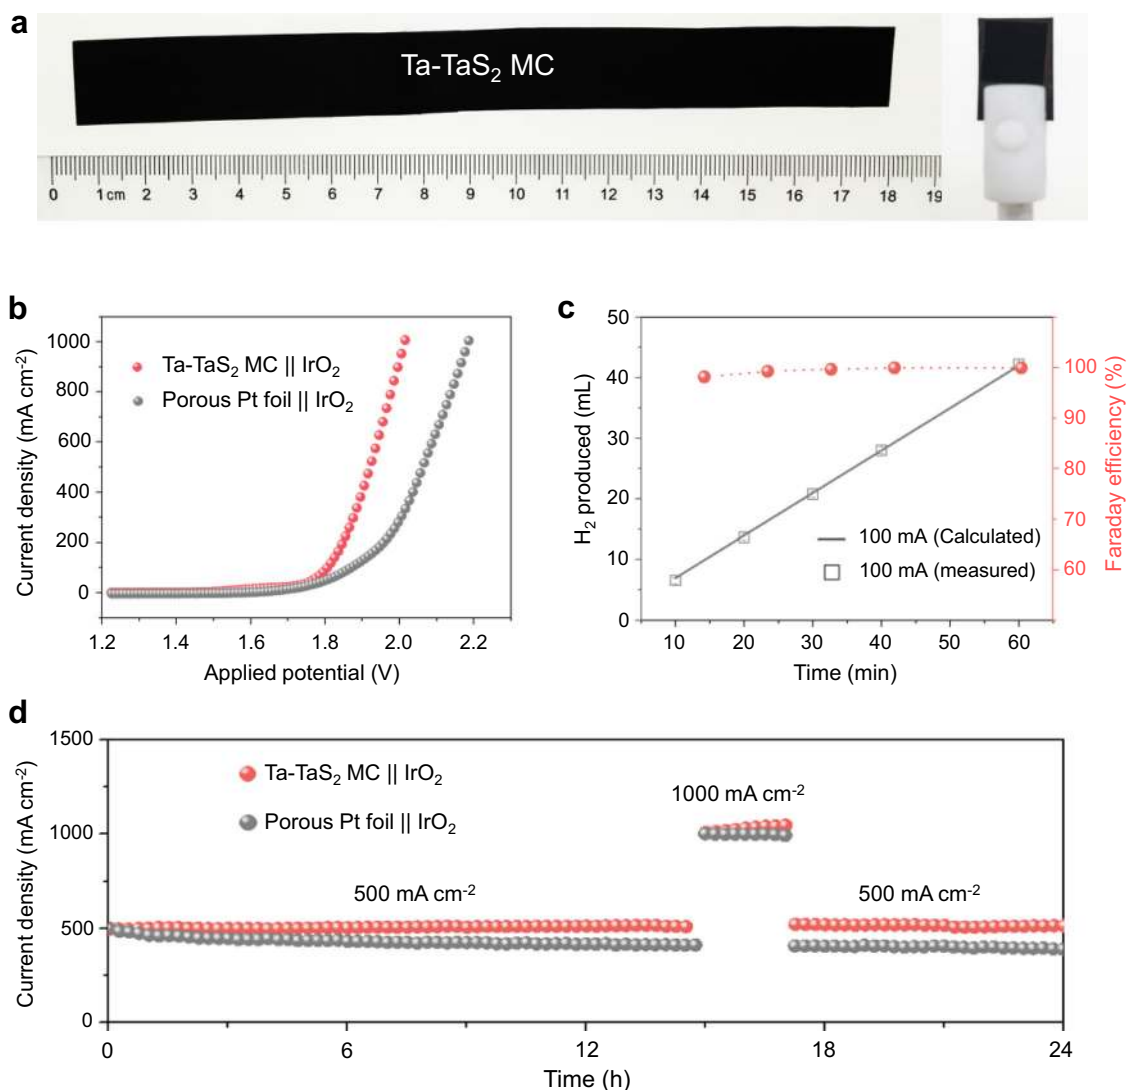 a
Ta-TaS₂ MC
0 1 cm 2 3 4 5 6 7 8 9 10 11 12 13 14 15 16 17 18 19
b
Current density (mA cm⁻²)
1000
800
600
400
200
0
Ta-TaS₂ MC || IrO₂
Porous Pt foil || IrO₂
1.2 1.4 1.6 1.8 2.0 2.2
Applied potential (V)
c
H₂ produced (mL)
50
40
30
20
10
0
100 mA (Calculated)
100 mA (measured)
10 20 30 40 50 60
Time (min)
100
90
80
70
60
Faraday efficiency (%)
d
Current density (mA cm⁻²)
1500
1000
500
0
Ta-TaS₂ MC || IrO₂
Porous Pt foil || IrO₂
500 mA cm⁻²
1000 mA cm⁻²
500 mA cm⁻²
0 6 12 18 24
Time (h)